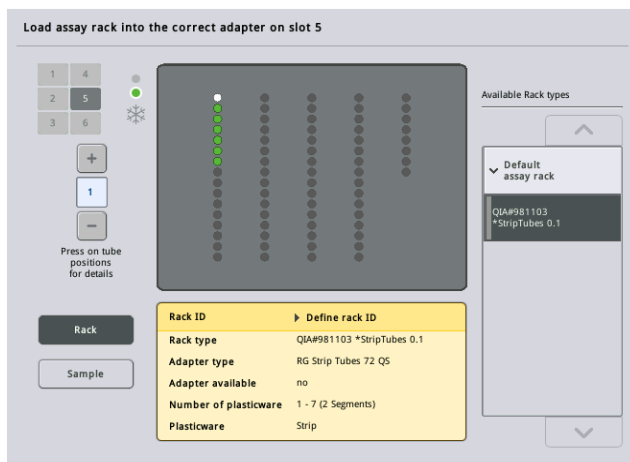 Load assay rack into the correct adapter on slot 5
1 4
2 5
3 6
+
1
−
Press on tube
positions
for details
Rack
Sample
Available Rack types
Default
assay rack
QIA#981103
*StripTubes 0.1
Rack ID Define rack ID
Rack type QIA#981103 *StripTubes 0.1
Adapter type RG Strip Tubes 72 QS
Adapter available no
Number of plasticware 1 - 7 (2 Segments)
Plasticware Strip